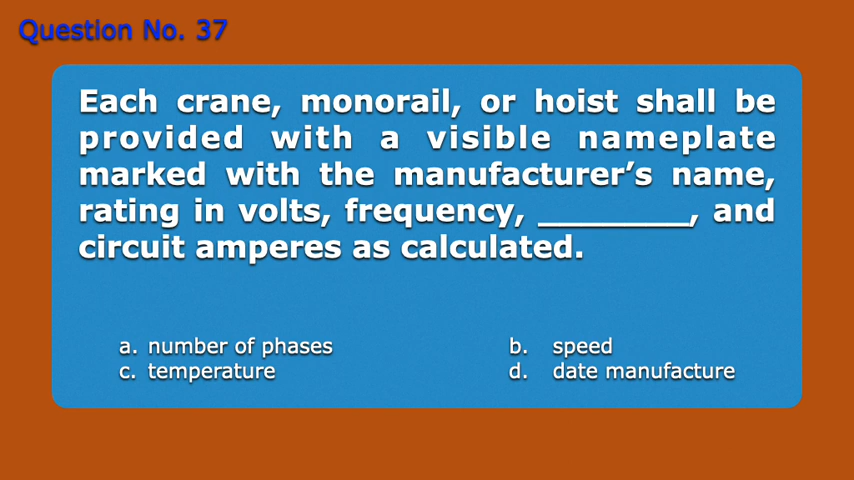 Question No. 37
Each crane, monorail, or hoist shall be
provided with a visible nameplate
marked with the manufacturer’s name,
rating in volts, frequency, _________, and
circuit amperes as calculated.
a. number of phases b. speed
c. temperature d. date manufacture